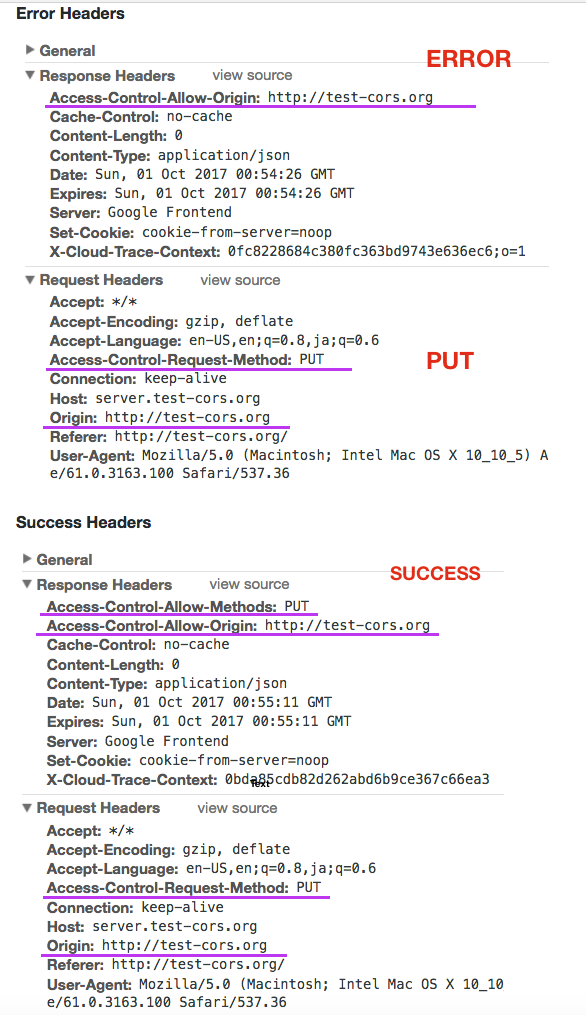 Error Headers
General
ERROR
Response Headers view source
Access-Control-Allow-Origin: http://test-cors.org
Cache-Control: no-cache
Content-Length: 0
Content-Type: application/json
Date: Sun, 01 Oct 2017 00:54:26 GMT
Expires: Sun, 01 Oct 2017 00:54:26 GMT
Server: Google Frontend
Set-Cookie: cookie-from-server=noop
X-Cloud-Trace-Context: 0fc8228684c380fc363bd9743e636ec6;o=1
Request Headers view source
Accept: */*
Accept-Encoding: gzip, deflate
Accept-Language: en-US,en;q=0.8,ja;q=0.6
Access-Control-Request-Method: PUT
PUT
Connection: keep-alive
Host: server.test-cors.org
Origin: http://test-cors.org
Referer: http://test-cors.org/
User-Agent: Mozilla/5.0 (Macintosh; Intel Mac OS X 10_10_5) A
e/61.0.3163.100 Safari/537.36
Success Headers
General
SUCCESS
Response Headers view source
Access-Control-Allow-Methods: PUT
Access-Control-Allow-Origin: http://test-cors.org
Cache-Control: no-cache
Content-Length: 0
Content-Type: application/json
Date: Sun, 01 Oct 2017 00:55:11 GMT
Expires: Sun, 01 Oct 2017 00:55:11 GMT
Server: Google Frontend
Set-Cookie: cookie-from-server=noop
X-Cloud-Trace-Context: 0bda85cdb82d262abd6b9ce367c66ea3
Text
Request Headers view source
Accept: */*
Accept-Encoding: gzip, deflate
Accept-Language: en-US,en;q=0.8,ja;q=0.6
Access-Control-Request-Method: PUT
Connection: keep-alive
Host: server.test-cors.org
Origin: http://test-cors.org
Referer: http://test-cors.org/
User-Agent: Mozilla/5.0 (Macintosh; Intel Mac OS X 10_10
e/61.0.3163.100 Safari/537.36